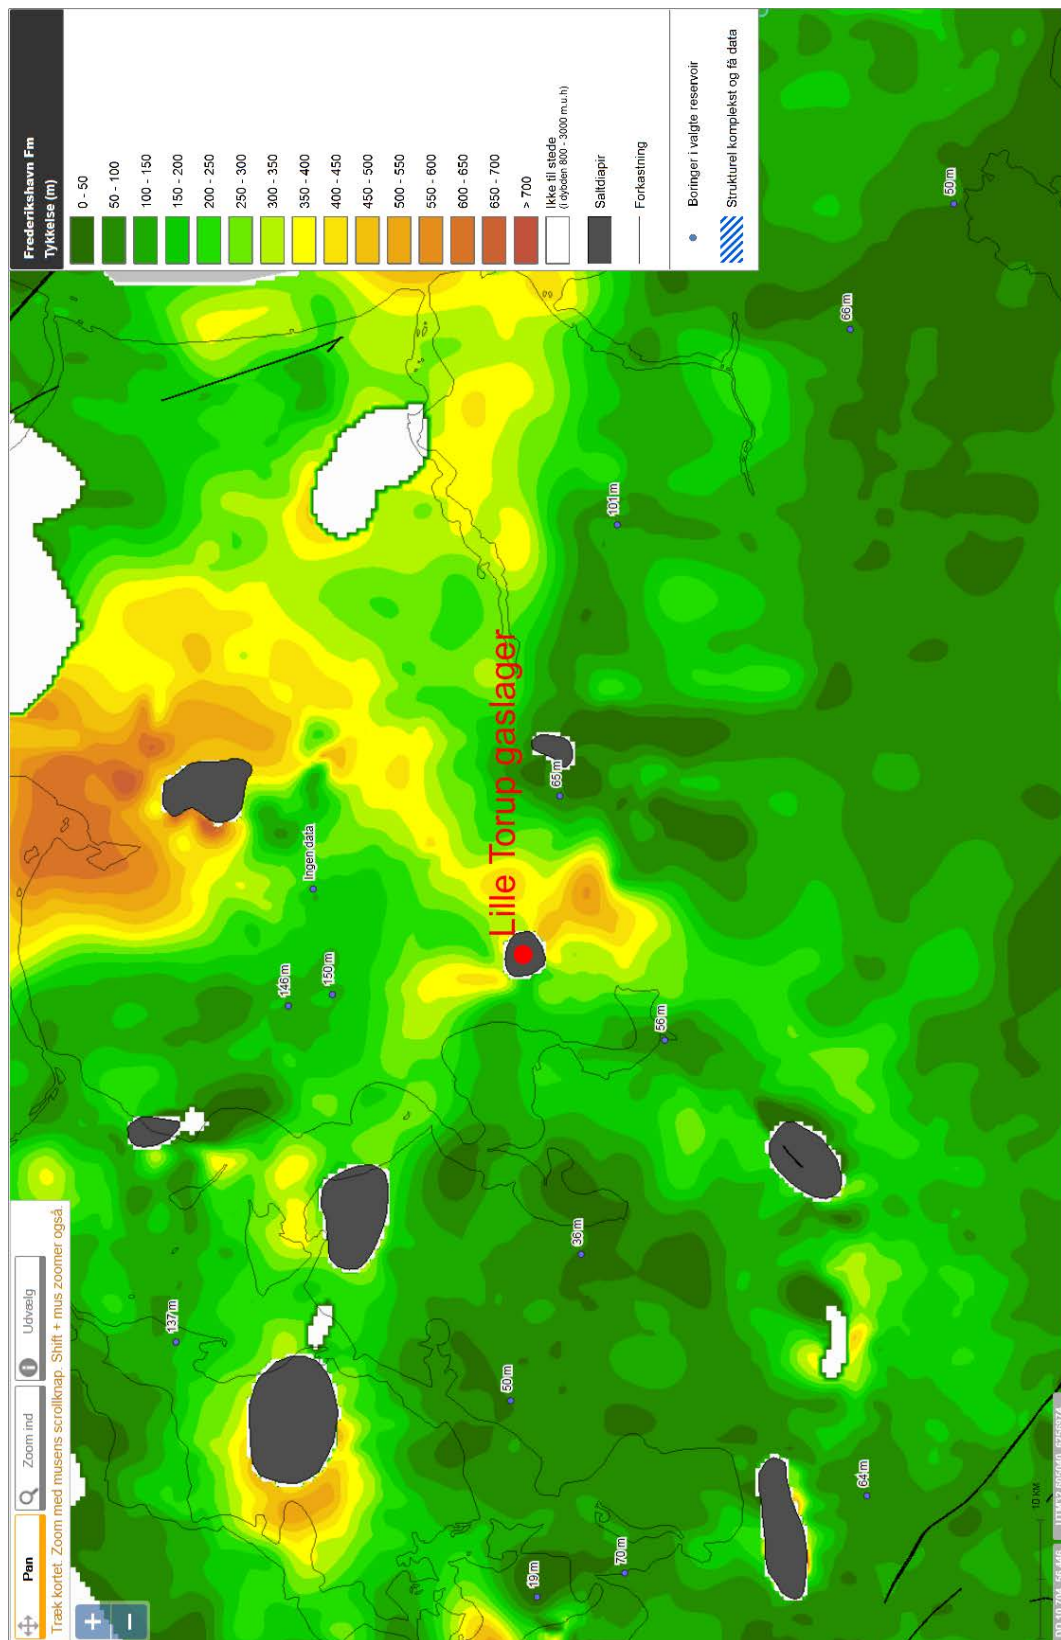 Pan
Zoom ind
Udvælg
Træk kortet. Zoom med musens scrollknap. Shift + mus zoomer også.
+
−
Frederikshavn Fm
Tykkelse (m)
0 - 50
50 - 100
100 - 150
150 - 200
200 - 250
250 - 300
300 - 350
350 - 400
400 - 450
450 - 500
500 - 550
550 - 600
600 - 650
650 - 700
> 700
Ikke til stede
(i dybden 800 - 3000 m.u.h)
Saltdiapir
Forkastning
Boringer i valgte reservoir
Strukturel komplekst og få data
137 m
146 m
Ingen data
150 m
Lille Torup gaslager
50 m
19 m
36 m
65 m
101 m
70 m
56 m
66 m
64 m
50 m
10 KM